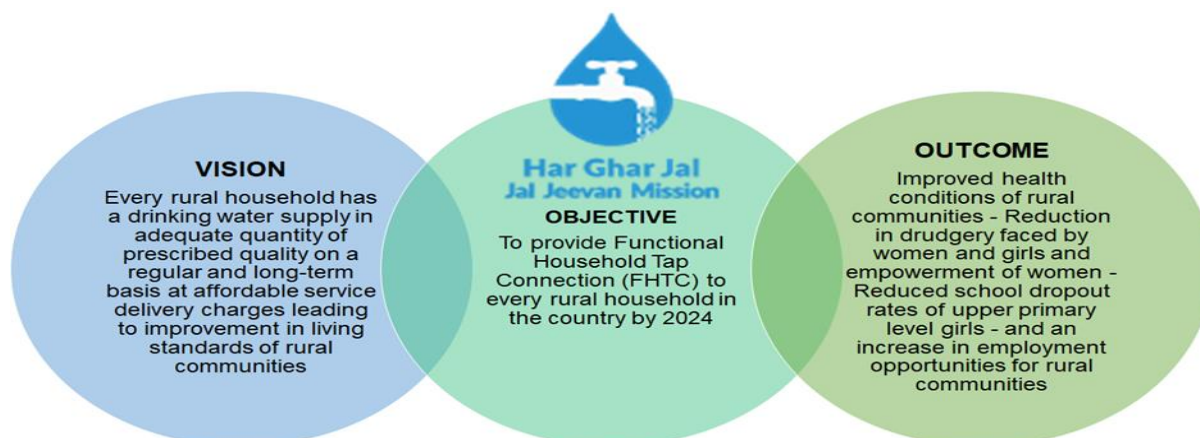 VISION
Every rural household has
a drinking water supply in
adequate quantity of
prescribed quality on a
regular and long-term
basis at affordable service
delivery charges leading
to improvement in living
standards of rural
communities
Har Ghar Jal
Jal Jeevan Mission
OBJECTIVE
To provide Functional
Household Tap
Connection (FHTC) to
every rural household in
the country by 2024
OUTCOME
Improved health
conditions of rural
communities - Reduction
in drudgery faced by
women and girls and
empowerment of women -
Reduced school dropout
rates of upper primary
level girls - and an
increase in employment
opportunities for rural
communities